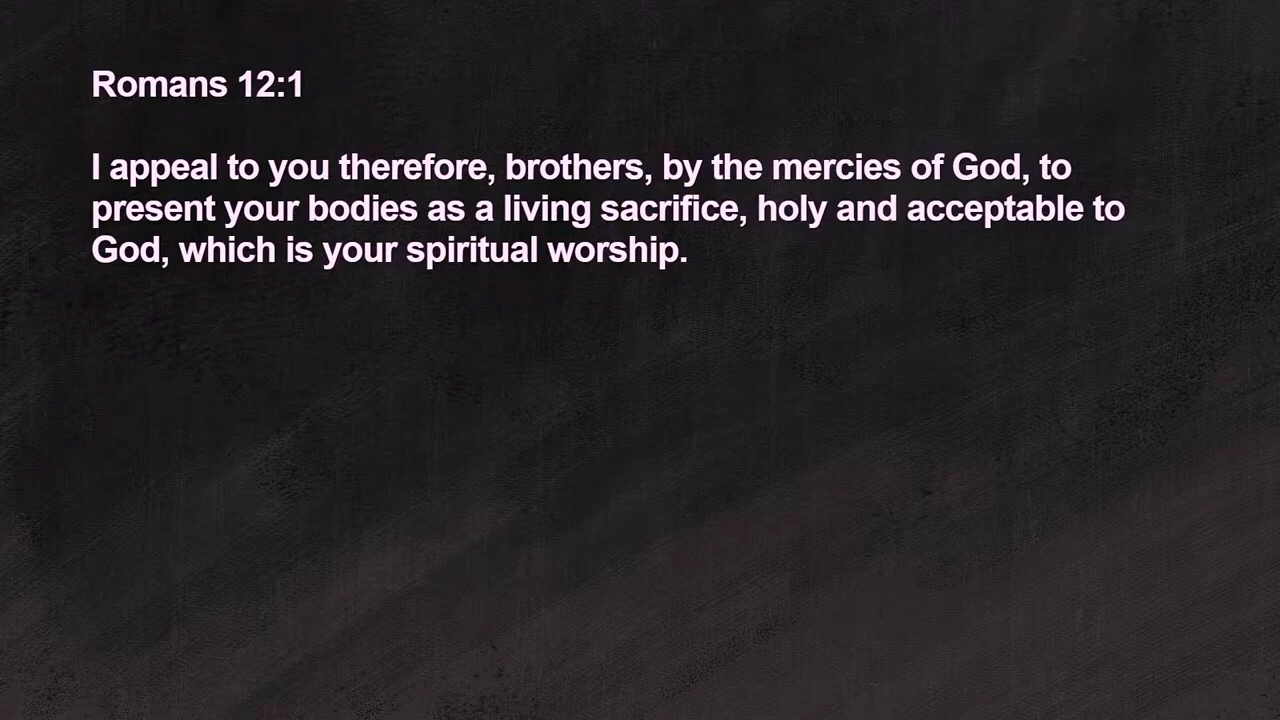 Romans 12:1
I appeal to you therefore, brothers, by the mercies of God, to
present your bodies as a living sacrifice, holy and acceptable to
God, which is your spiritual worship.